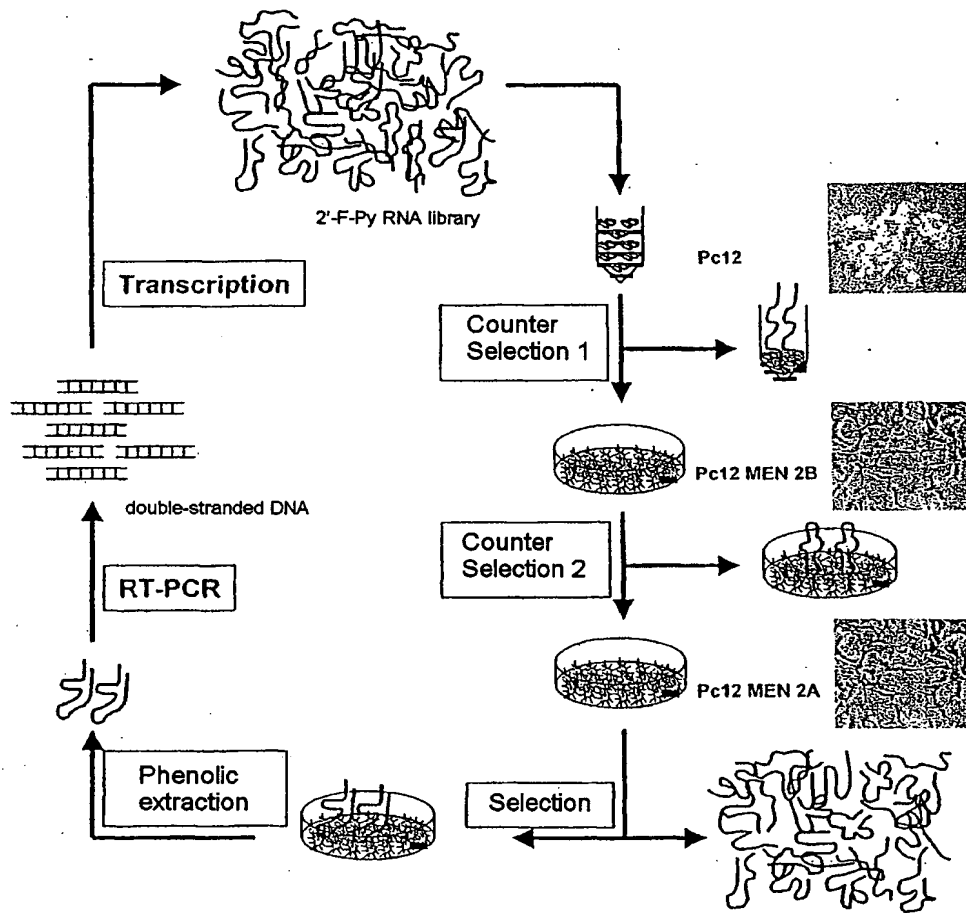 2'-F-Py RNA library
Transcription
Pc12
Counter
Selection 1
Pc12 MEN 2B
double-stranded DNA
Counter
Selection 2
RT-PCR
Pc12 MEN 2A
Phenolic
extraction
Selection